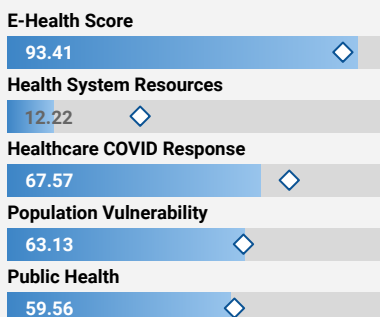 E-Health Score
93.41
Health System Resources
12.22
Healthcare COVID Response
67.57
Population Vulnerability
63.13
Public Health
59.56